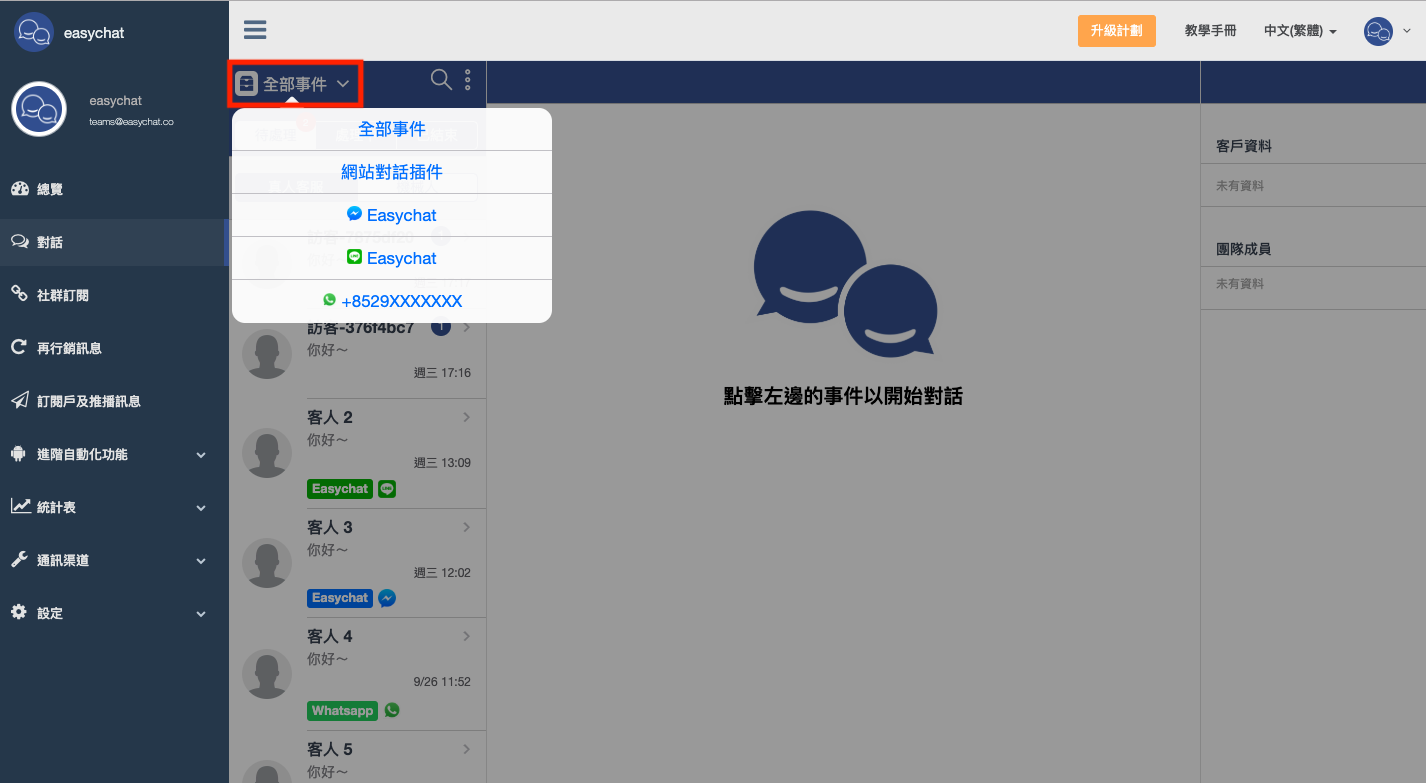 easychat
升級計劃
教學手冊
中文(繁體)
easychat
teams@easychat.co
總覽
對話
社群訂閱
再行銷訊息
訂閱戶及推播訊息
進階自動化功能
統計表
通訊渠道
設定
全部事件
全部事件
網站對話插件
Easychat
Easychat
+8529XXXXXXX
訪客-376f4bc7
1
你好～
週三 17:16
客人 2
你好～
週三 13:09
Easychat
LINE
客人 3
你好～
週三 12:02
Easychat
客人 4
你好～
9/26 11:52
Whatsapp
客人 5
你好～
點擊左邊的事件以開始對話
客戶資料
未有資料
團隊成員
未有資料